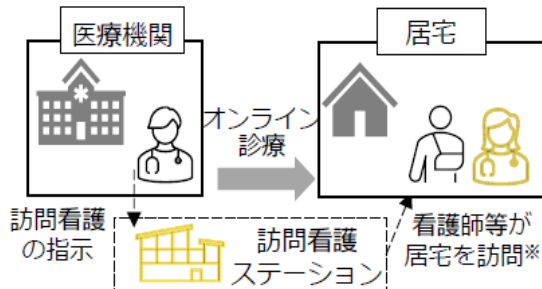 医療機関
居宅
オンライン
診療
訪問看護
の指示
訪問看護
ステーション
看護師等が
居宅を訪問※